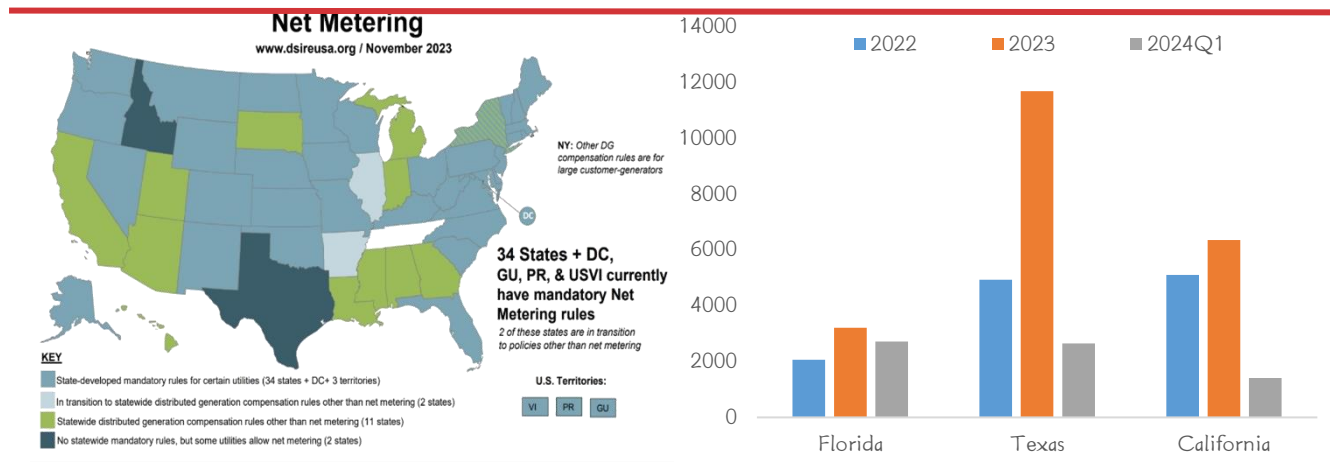 Net Metering
www.dsireusa.org / November 2023
NY: Other DG
compensation rules are for
large customer-generators
DC
34 States + DC,
GU, PR, & USVI currently
have mandatory Net
Metering rules
2 of these states are in transition
to policies other than net metering
KEY
State-developed mandatory rules for certain utilities (34 states + DC+ 3 territories)
In transition to statewide distributed generation compensation rules other than net metering (2 states)
Statewide distributed generation compensation rules other than net metering (11 states)
No statewide mandatory rules, but some utilities allow net metering (2 states)
U.S. Territories:
VI PR GU
14000
12000
10000
8000
6000
4000
2000
0
2022 2023 2024Q1
Florida Texas California